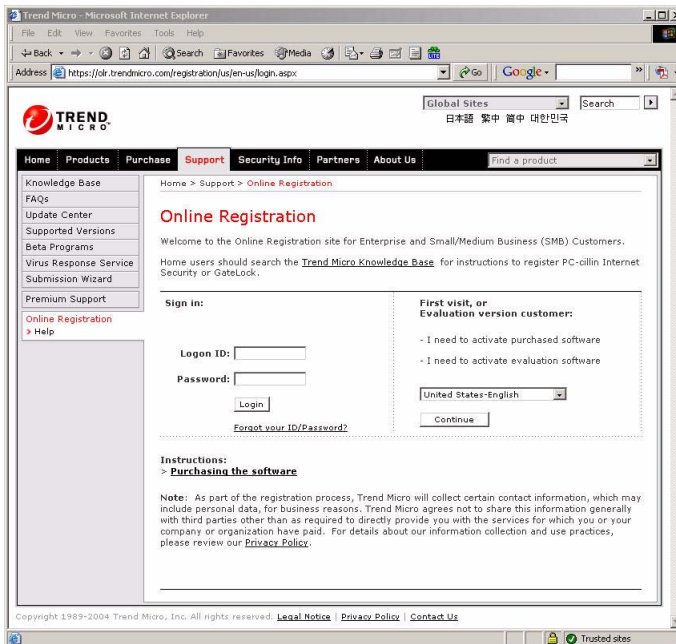 Trend Micro - Microsoft Internet Explorer
File Edit View Favorites Tools Help
Back Search Favorites Media
Address https://olr.trendmicro.com/registration/us/en-us/login.aspx Go Google
TREND MICRO
Global Sites Search
日本語 繁中 简中 대한민국
Home Products Purchase Support Security Info Partners About Us Find a product
Knowledge Base
FAQs
Update Center
Supported Versions
Beta Programs
Virus Response Service
Submission Wizard
Premium Support
Online Registration
> Help
Home > Support > Online Registration
Online Registration
Welcome to the Online Registration site for Enterprise and Small/Medium Business (SMB) Customers.
Home users should search the Trend Micro Knowledge Base for instructions to register PC-cillin Internet
Security or GateLock.
Sign in:
Logon ID:
Password:
Login
Forgot your ID/Password?
First visit, or
Evaluation version customer:
- I need to activate purchased software
- I need to activate evaluation software
United States-English
Continue
Instructions:
> Purchasing the software
Note: As part of the registration process, Trend Micro will collect certain contact information, which may
include personal data, for business reasons. Trend Micro agrees not to share this information generally
with third parties other than as required to directly provide you with the services for which you or your
company or organization have paid. For details about our information collection and use practices,
please review our Privacy Policy.
Copyright 1989-2004 Trend Micro, Inc. All rights reserved. Legal Notice | Privacy Policy | Contact Us
Trusted sites